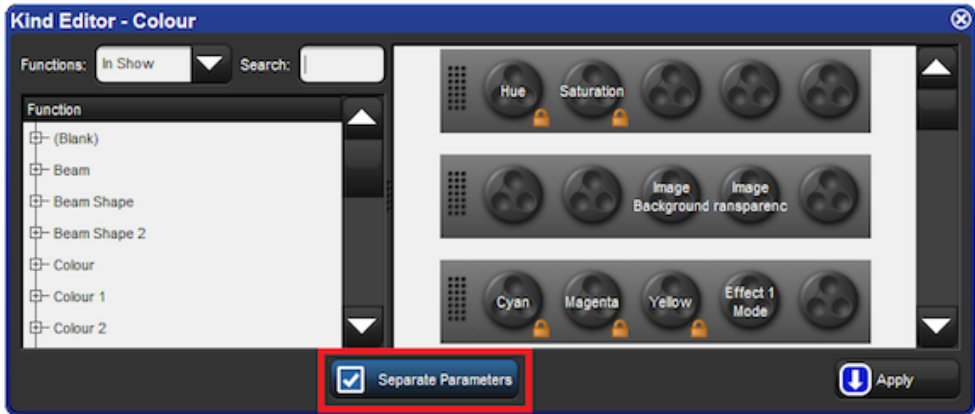 Kind Editor - Colour
Functions: In Show Search:
Function
(Blank)
Beam
Beam Shape
Beam Shape 2
Colour
Colour 1
Colour 2
Hue Saturation
Image Image
Background ransparenc
Cyan Magenta Yellow Effect 1
Mode
Separate Parameters
Apply